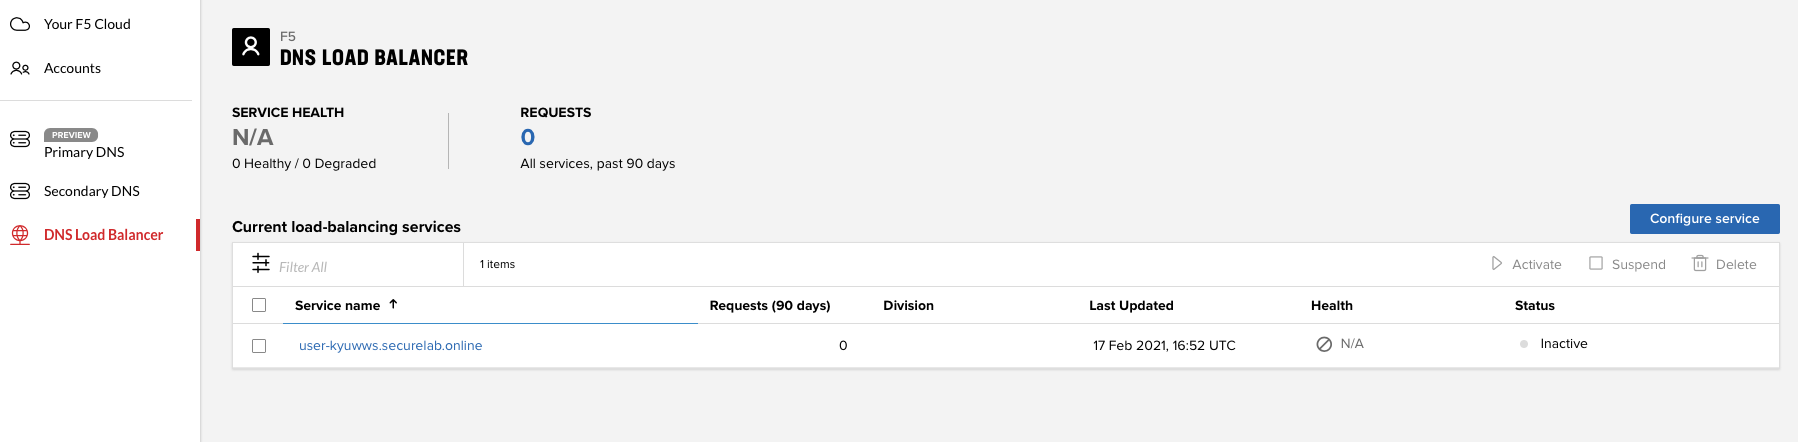 Your F5 Cloud
Accounts
PREVIEW
Primary DNS
Secondary DNS
DNS Load Balancer
F5
DNS LOAD BALANCER
SERVICE HEALTH
N/A
0 Healthy / 0 Degraded
REQUESTS
0
All services, past 90 days
Current load-balancing services
Configure service
Filter All
1 items
Activate
Suspend
Delete
Service name ↑ Requests (90 days) Division Last Updated Health Status
user-kyuwws.securelab.online 0 17 Feb 2021, 16:52 UTC N/A Inactive